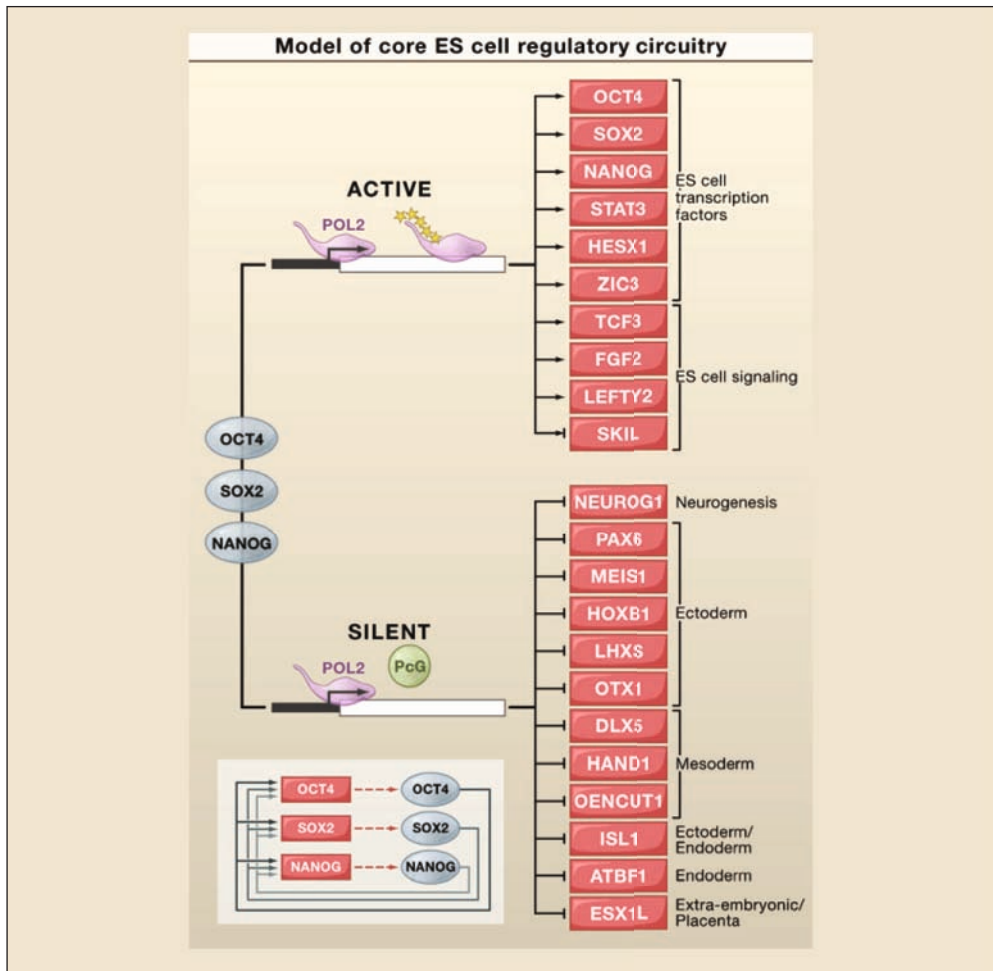 Model of core ES cell regulatory circuitry
ACTIVE
POL2
OCT4
SOX2
NANOG
STAT3
HESX1
ZIC3
ES cell
transcription
factors
TCF3
FGF2
LEFTY2
SKIL
ES cell signaling
OCT4
SOX2
NANOG
SILENT
POL2
PcG
NEUROG1 Neurogenesis
PAX6
MEIS1
HOXB1
LHXS
OTX1
Ectoderm
DLX5
HAND1
OENCUT1
Mesoderm
ISL1
Ectoderm/
Endoderm
ATBF1 Endoderm
ESX1L
Extra-embryonic/
Placenta
OCT4 OCT4
SOX2 SOX2
NANOG NANOG